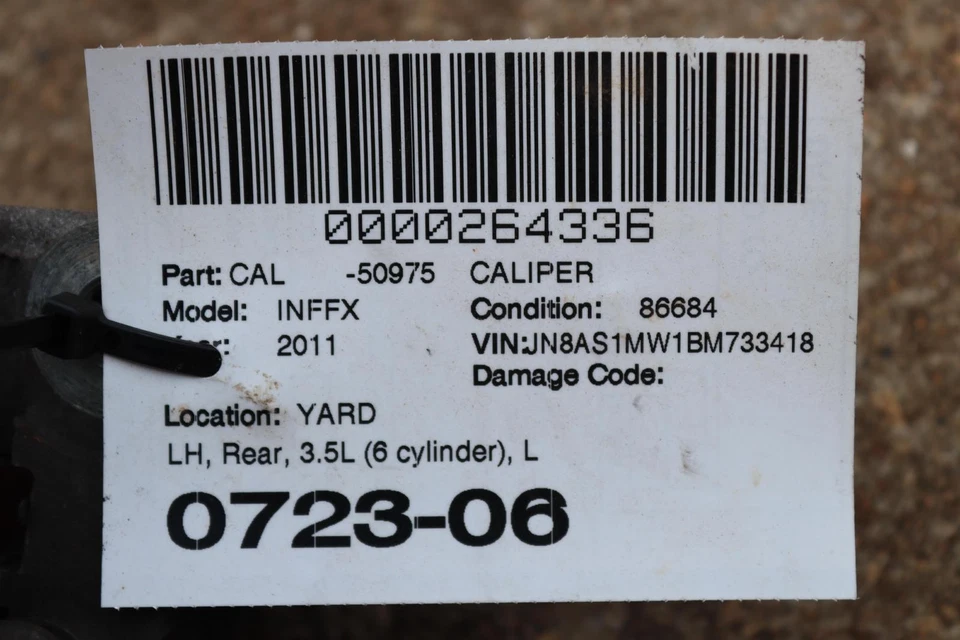 0000264336
Part: CAL -50975 CALIPER
Model: INFFX Condition: 86684
2011 VIN:JN8AS1MW1BM733418
Damage Code:
Location: YARD
LH, Rear, 3.5L (6 cylinder), L
0723-06